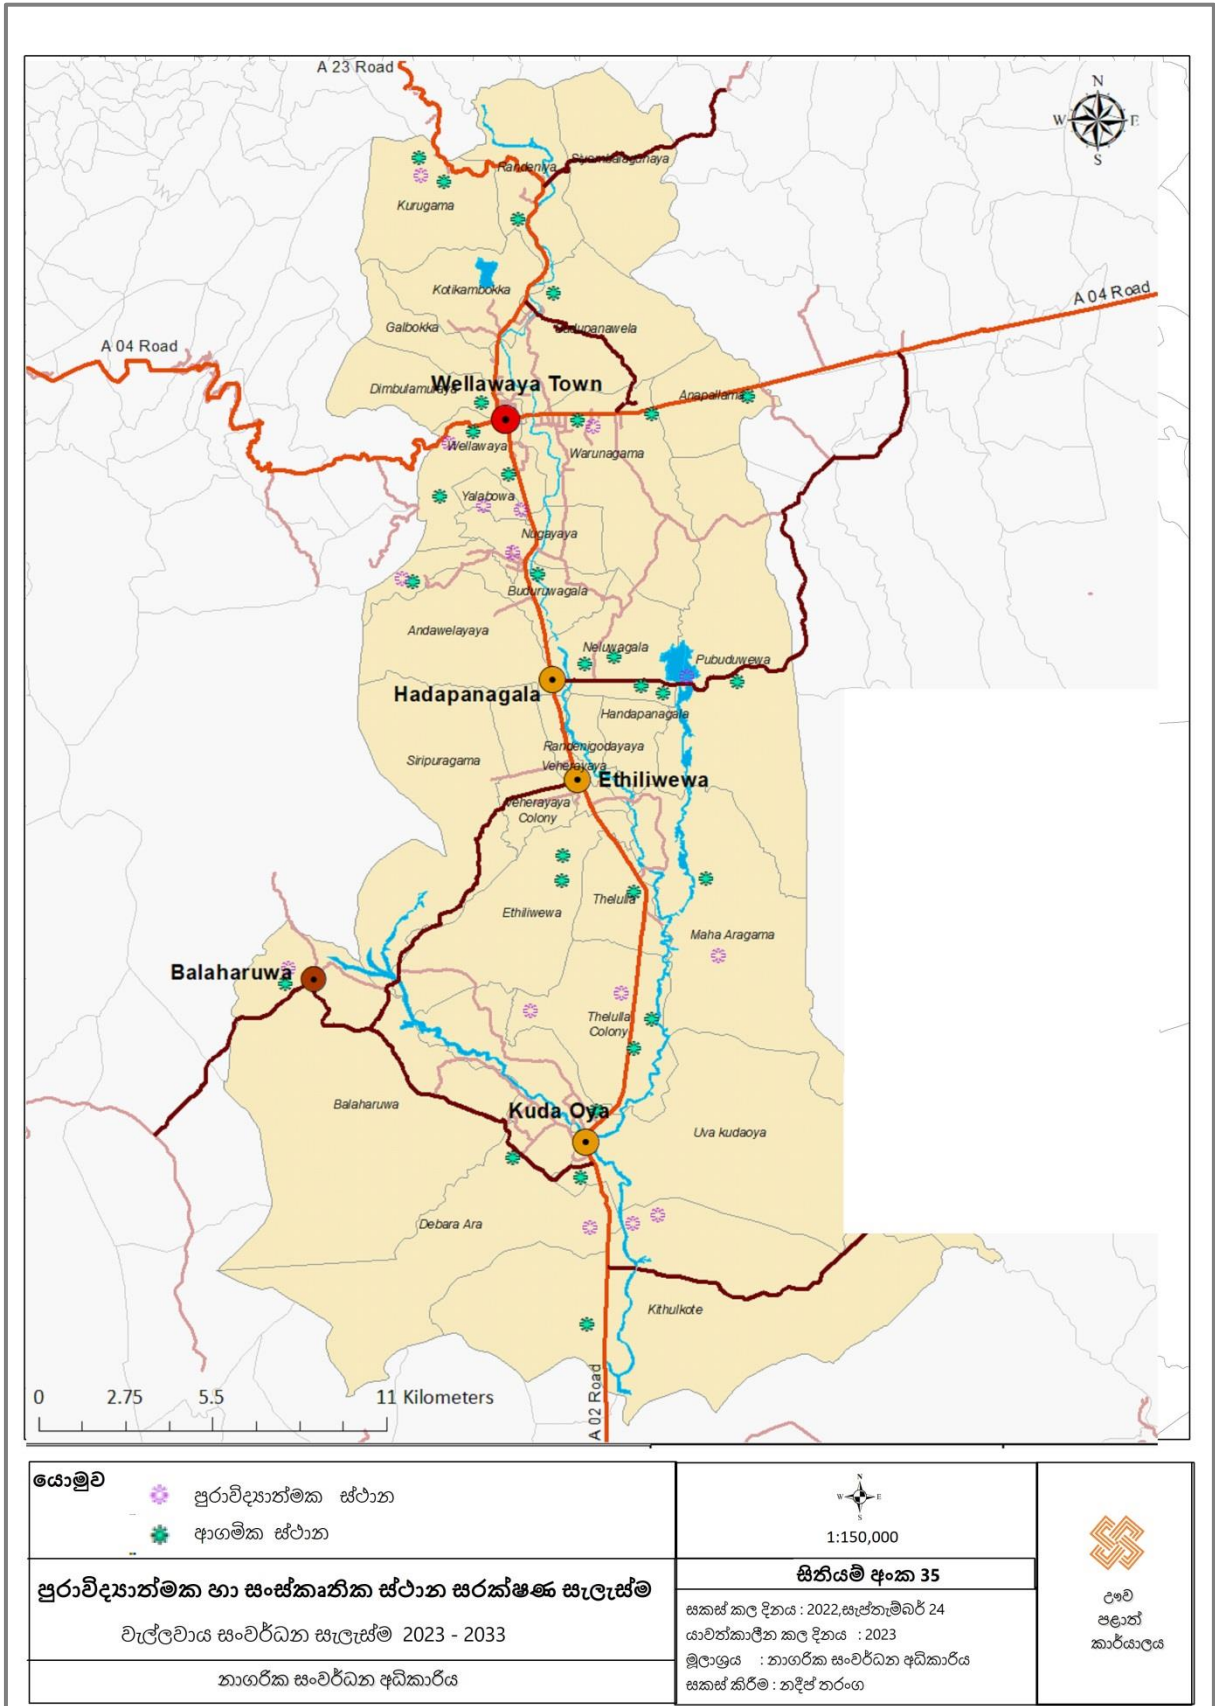 A 23 Road
N
W E
S
Randeniya
Siyambalagunaya
Kurugama
Kotikambokka
A 04 Road
Galbokka
Dudupanawela
A 04 Road
Dimbulamuraya
Wellawaya Town
Anapallama
Wellawaya
Warunagama
Yalabowa
Nugayaya
Buduruwagala
Andawelayaya
Neluwagala
Pubuduwewa
Hadapanagala
Handapanagala
Randenigodayaya
Siripuragama
Veherayaya
Ethiliwewa
Veherayaya
Colony
Ethiliwewa
Thelulla
Maha Aragama
Balaharuwa
Thelulla
Colony
Balaharuwa
Kuda Oya
Uva kudaoya
Debara Ara
Kithulkote
A 02 Road
0 2.75 5.5 11 Kilometers
යොමුව
පුරාවිද්‍යාත්මක ස්ථාන
ආගමික ස්ථාන
N
W E
S
1:150,000
පුරාවිද්‍යාත්මක හා සංස්කෘතික ස්ථාන සරක්ෂණ සැලැස්ම
වැල්ලවාය සංවර්ධන සැලැස්ම 2023 - 2033
නාගරික සංවර්ධන අධිකාරිය
සිතියම් අංක 35
සකස් කල දිනය : 2022,සැප්තැම්බර් 24
යාවත්කාලීන කල දිනය : 2023
මූලාශ්‍රය : නාගරික සංවර්ධන අධිකාරිය
සකස් කිරීම : නදීප් තරංග
ඌව
පළාත්
කාර්යාලය